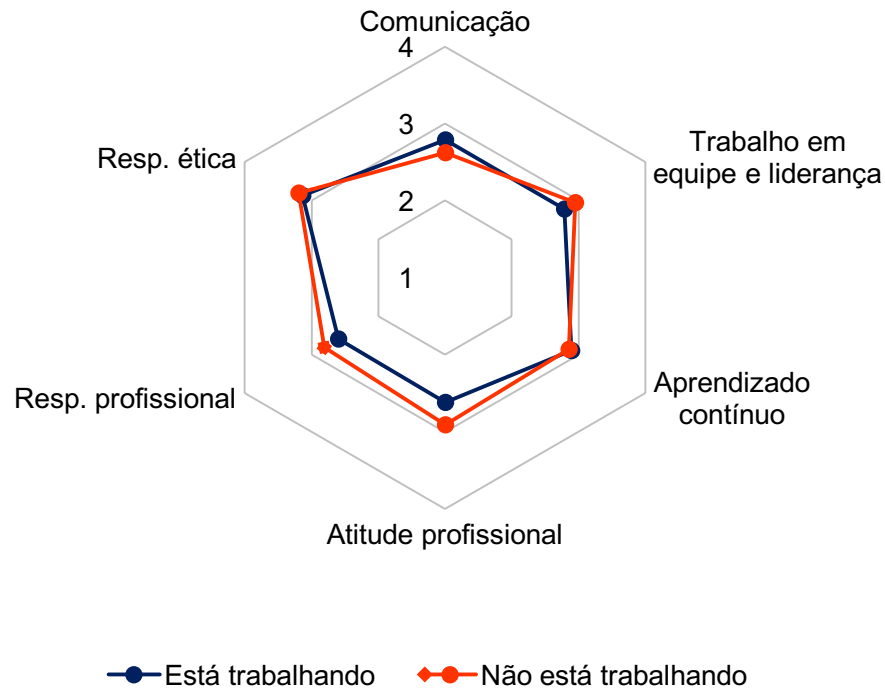 Comunicação
4
3
2
1
Resp. ética
Trabalho em
equipe e liderança
Resp. profissional
Aprendizado
contínuo
Atitude profissional
Está trabalhando
Não está trabalhando